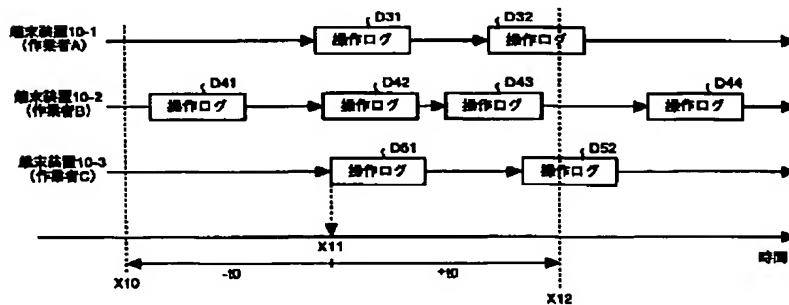 端末装置10-1
(作業者A)
D31
操作ログ
D32
操作ログ
端末装置10-2
(作業者B)
D41
操作ログ
D42
操作ログ
D43
操作ログ
D44
操作ログ
端末装置10-3
(作業者C)
D51
操作ログ
D52
操作ログ
X11
時間
-t0
+t0
X10
X12